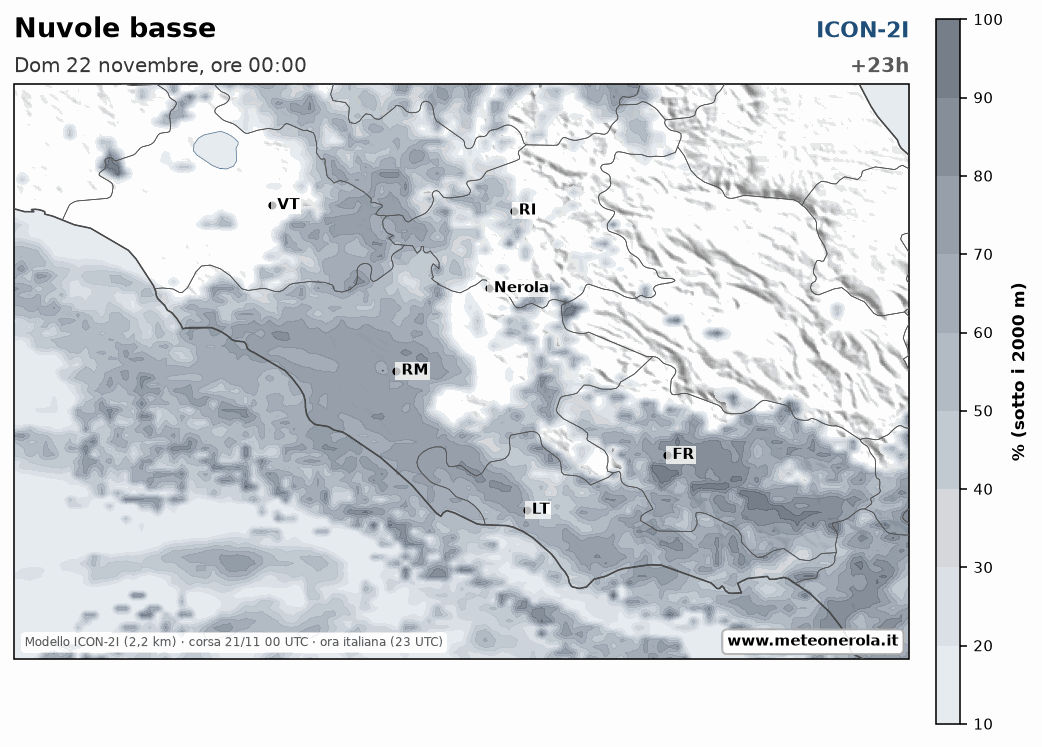 Nuvole basse
ICON-2I
Dom 22 novembre, ore 00:00
+23h
VT
RI
Nerola
RM
FR
LT
Modello ICON-2I (2,2 km) · corsa 21/11 00 UTC · ora italiana (23 UTC)
www.meteonerola.it
100
90
80
70
60
50
40
30
20
10
% (sotto i 2000 m)